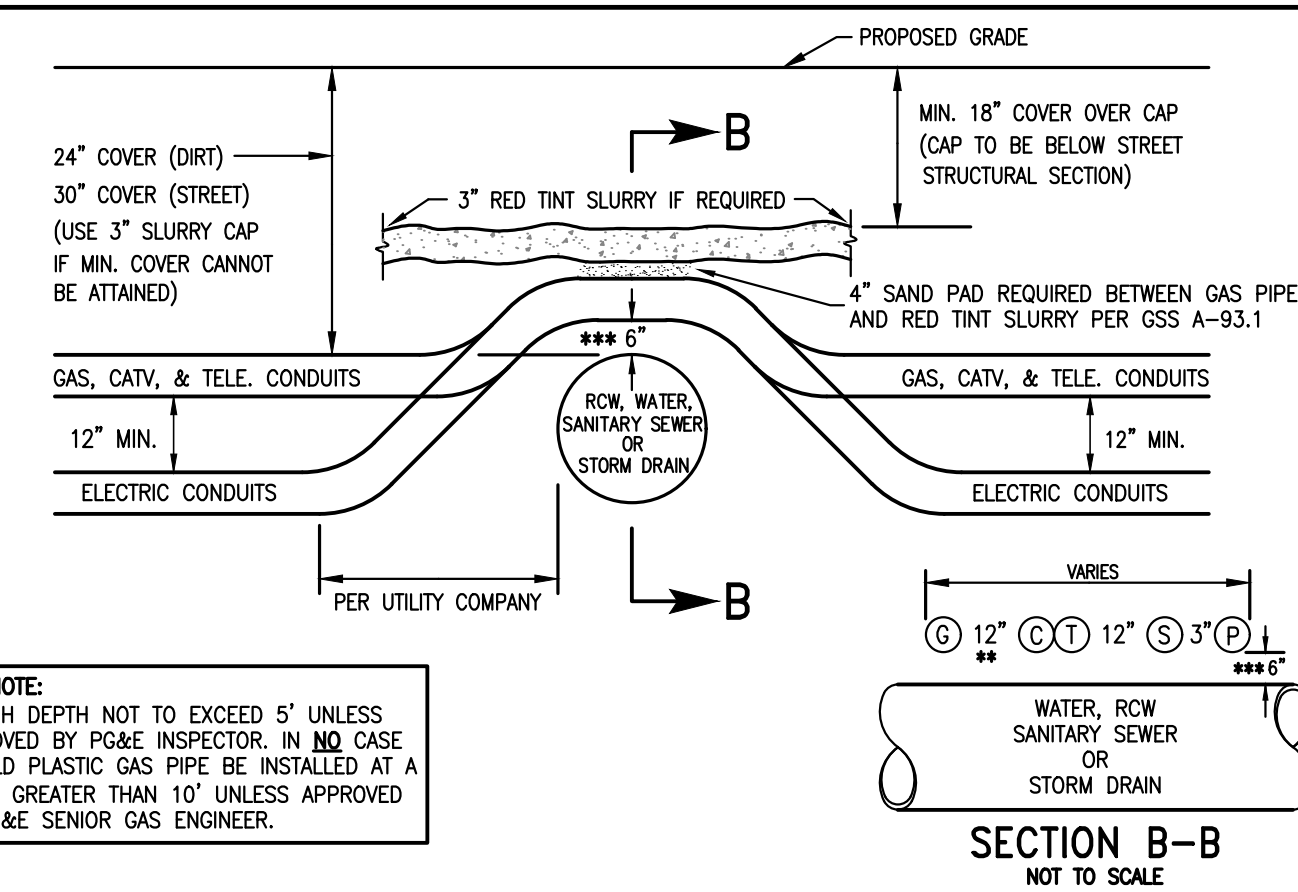 PROPOSED GRADE
24" COVER (DIRT)
30" COVER (STREET)
(USE 3" SLURRY CAP
IF MIN. COVER CANNOT
BE ATTAINED)
B
MIN. 18" COVER OVER CAP
(CAP TO BE BELOW STREET
STRUCTURAL SECTION)
3" RED TINT SLURRY IF REQUIRED
4" SAND PAD REQUIRED BETWEEN GAS PIPE
AND RED TINT SLURRY PER GSS A-93.1
*** 6"
GAS, CATV, & TELE. CONDUITS
GAS, CATV, & TELE. CONDUITS
RCW, WATER,
SANITARY SEWER
OR
STORM DRAIN
12" MIN.
12" MIN.
ELECTRIC CONDUITS
ELECTRIC CONDUITS
PER UTILITY COMPANY
B
VARIES
G 12" C T 12" S 3" P
**
*** 6"
WATER, RCW
SANITARY SEWER
OR
STORM DRAIN
SECTION B-B
NOT TO SCALE
NOTE:
H DEPTH NOT TO EXCEED 5' UNLESS
OVED BY PG&E INSPECTOR. IN NO CASE
LD PLASTIC GAS PIPE BE INSTALLED AT A
GREATER THAN 10' UNLESS APPROVED
&E SENIOR GAS ENGINEER.